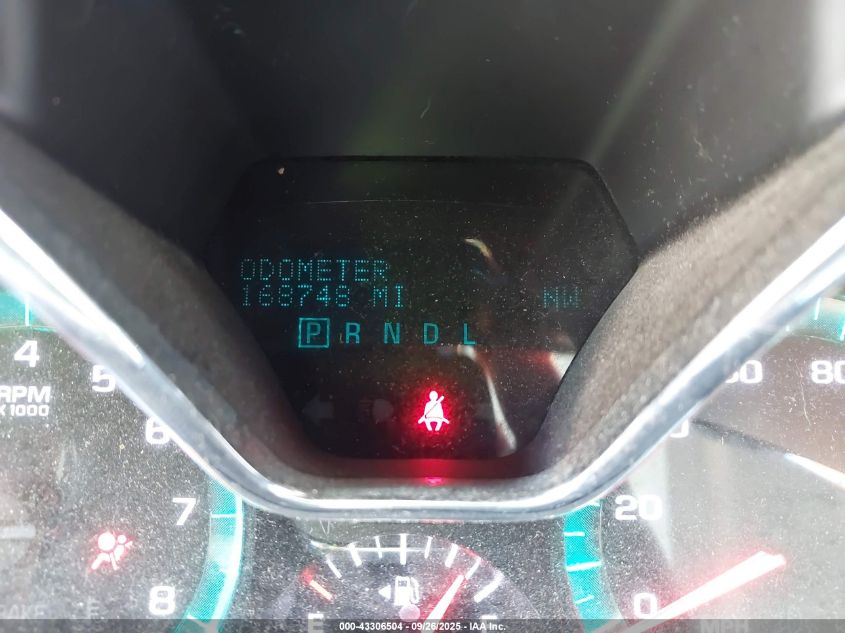 ODOMETER
168748 MI NW
P R N D L
4
5
6
7
8
RPM
X 1000
80
20
0
MPH
E
000-43306504 - 09/26/2025 - IAA Inc.